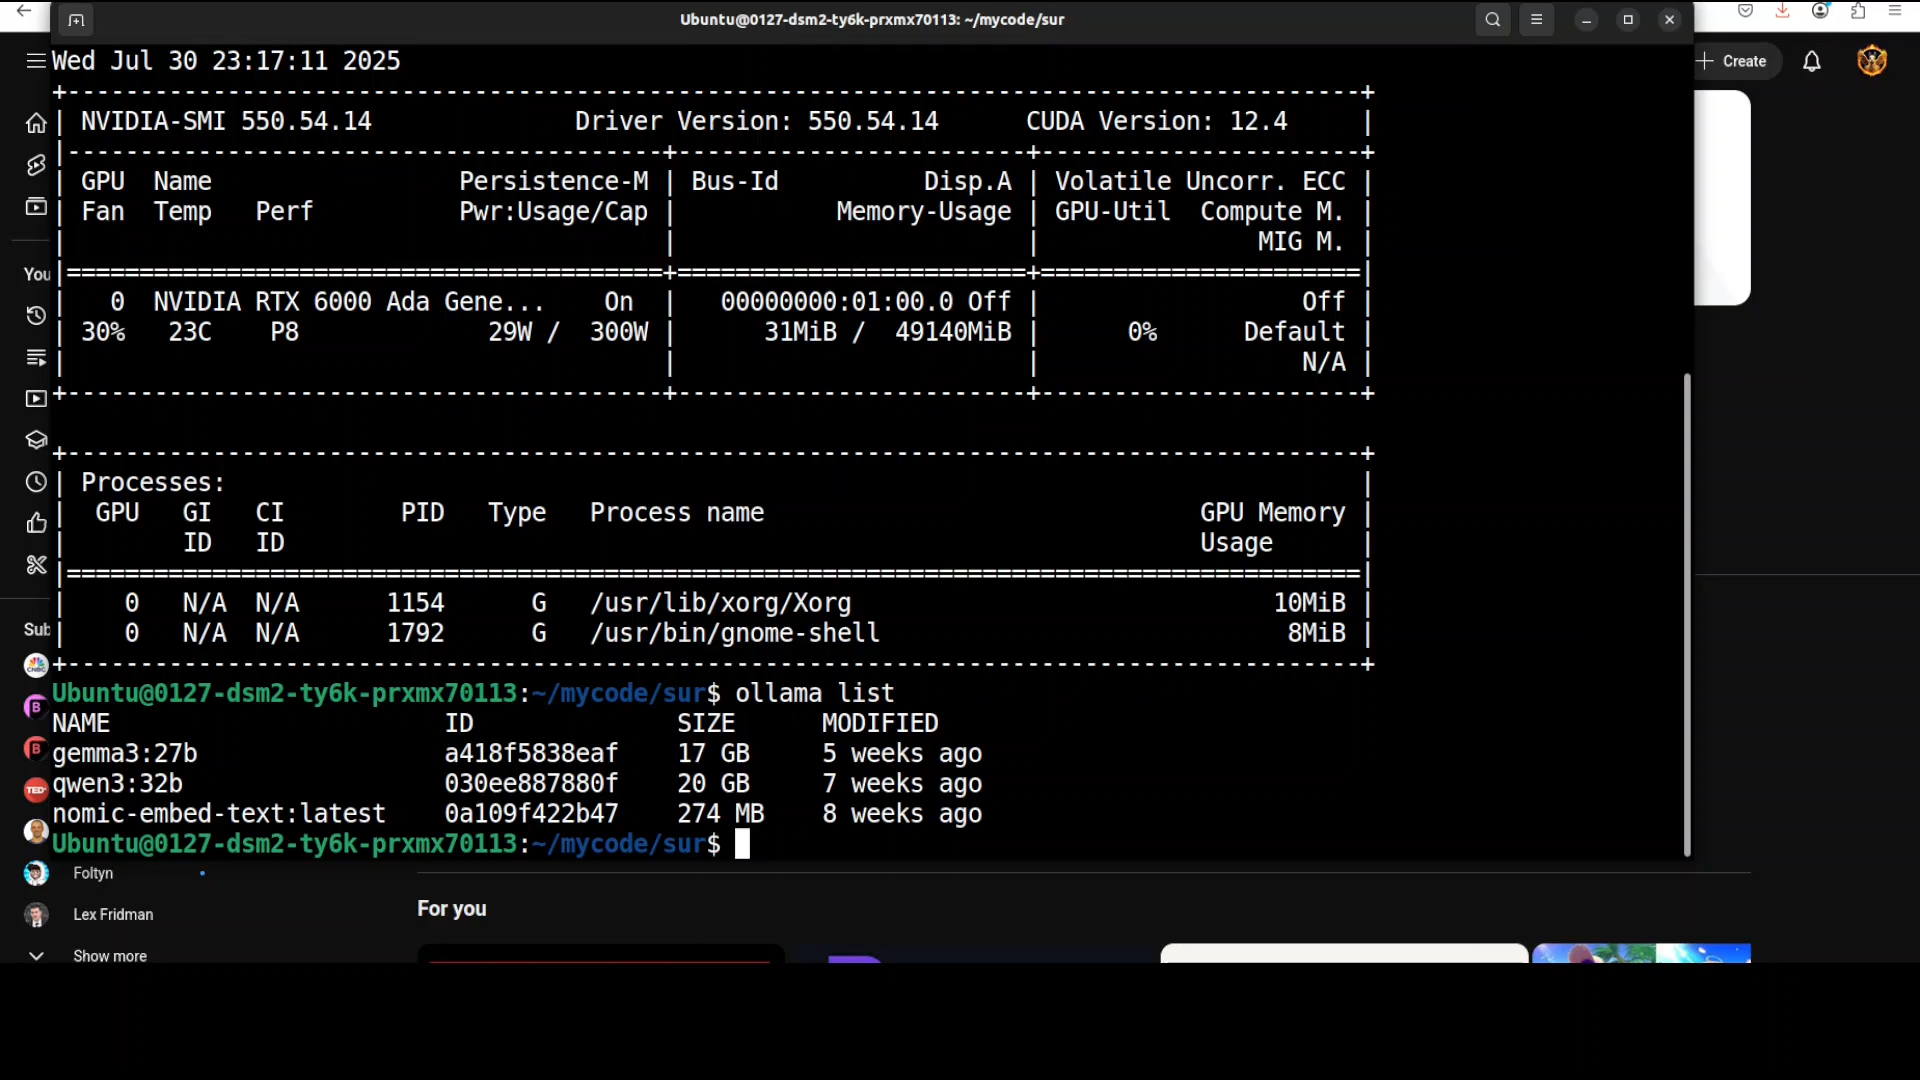 Ubuntu@0127-dsm2-ty6k-prxmx70113: ~/mycode/sur
Create
Wed Jul 30 23:17:11 2025
+-----------------------------------------------------------------------------------------+
| NVIDIA-SMI 550.54.14              Driver Version: 550.54.14      CUDA Version: 12.4     |
|-----------------------------------------+------------------------+----------------------+
| GPU  Name                 Persistence-M | Bus-Id          Disp.A | Volatile Uncorr. ECC |
| Fan  Temp   Perf          Pwr:Usage/Cap |           Memory-Usage | GPU-Util  Compute M. |
|                                         |                        |               MIG M. |
|=========================================+========================+======================|
|   0  NVIDIA RTX 6000 Ada Gene...    On  |   00000000:01:00.0 Off |                  Off |
| 30%   23C    P8             29W /  300W |      31MiB /  49140MiB |      0%      Default |
|                                         |                        |                  N/A |
+-----------------------------------------+------------------------+----------------------+
+-----------------------------------------------------------------------------------------+
| Processes:                                                                              |
|  GPU   GI   CI        PID   Type   Process name                              GPU Memory |
|        ID   ID                                                               Usage      |
|=========================================================================================|
|    0   N/A  N/A      1154      G   /usr/lib/xorg/Xorg                             10MiB |
|    0   N/A  N/A      1792      G   /usr/bin/gnome-shell                            8MiB |
+-----------------------------------------------------------------------------------------+
Ubuntu@0127-dsm2-ty6k-prxmx70113:~/mycode/sur$ ollama list
NAME                       ID              SIZE      MODIFIED
gemma3:27b                 a418f5838eaf    17 GB     5 weeks ago
qwen3:32b                  030ee887880f    20 GB     7 weeks ago
nomic-embed-text:latest    0a109f422b47    274 MB    8 weeks ago
Ubuntu@0127-dsm2-ty6k-prxmx70113:~/mycode/sur$
You
Sub
CNBC
B
B
TED
Foltyn
Lex Fridman
Show more
For you